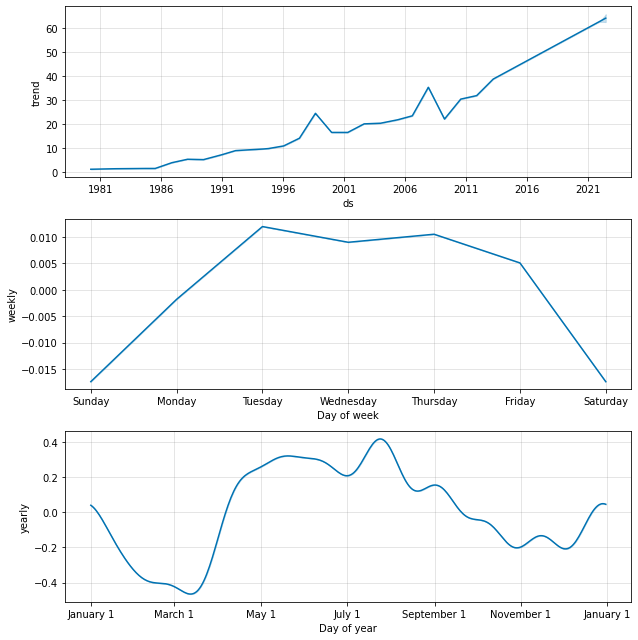 60
50
40
30
20
10
0
trend
1981 1986 1991 1996 2001 2006 2011 2016 2021
ds
0.010
0.005
0.000
−0.005
−0.010
−0.015
weekly
Sunday Monday Tuesday Wednesday Thursday Friday Saturday
Day of week
0.4
0.2
0.0
−0.2
−0.4
yearly
January 1 March 1 May 1 July 1 September 1 November 1 January 1
Day of year